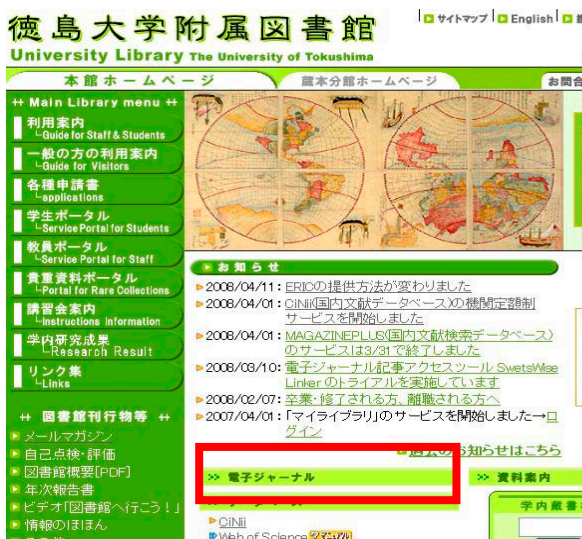 徳島大学附属図書館
University Library The University of Tokushima
サイトマップ
English
本館ホームページ
蔵本分館ホームページ
お問合
++ Main Library menu ++
利用案内
Guide for Staff & Students
一般の方の利用案内
Guide for Visitors
各種申請書
applications
学生ポータル
Service Portal for Students
教員ポータル
Service Portal for Staff
貴重資料ポータル
Portal for Rare Collections
講習会案内
Instructions Information
学内研究成果
Research Result
リンク集
Links
++ 図書館刊行物等 ++
メールマガジン
自己点検・評価
図書館概要[PDF]
年次報告書
ビデオ「図書館へ行こう!」
情報のほほん
お知らせ
2008/04/11:ERICの提供方法が変わりました
2008/04/01:CiNii(国内文献データベース)の機関定額制
サービスを開始しました
2008/04/01:MAGAZINEPLUS(国内文献検索データベース)
のサービスは3/31で終了しました
2008/03/10:電子ジャーナル記事アクセスツール SwetsWise
Linker のトライアルを実施しています
2008/02/07:卒業・修了される方、離職される方へ
2007/04/01:「マイライブラリ」のサービスを開始しました→ロ
グイン
お知らせはこちら
>> 電子ジャーナル
>> 資料案内
CiNii
Web of Science マニュアル
学内蔵書